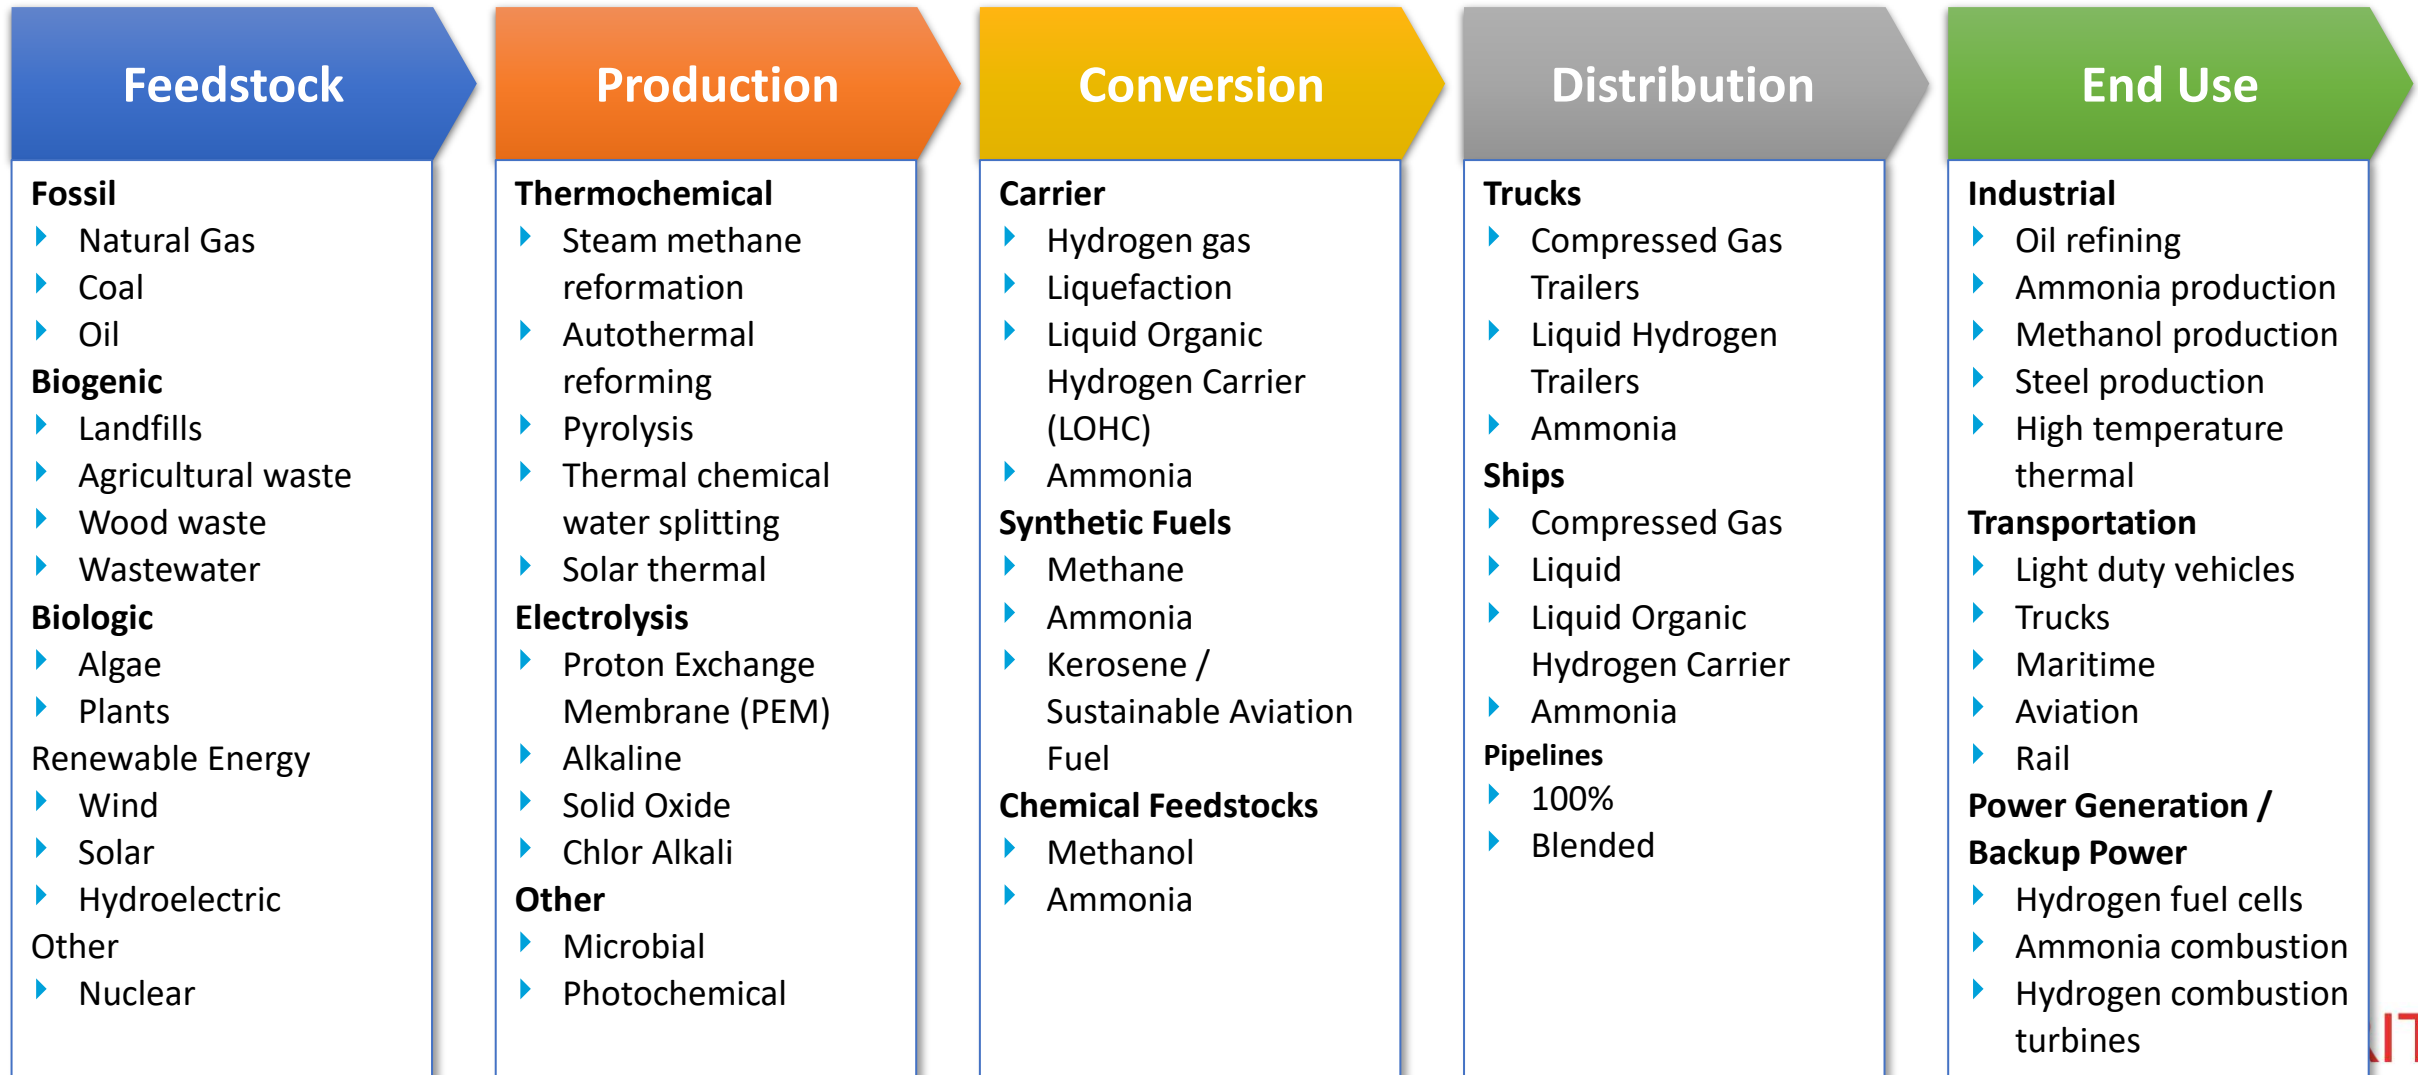 Feedstock
Fossil
Natural Gas
Coal
Oil
Biogenic
Landfills
Agricultural waste
Wood waste
Wastewater
Biologic
Algae
Plants
Renewable Energy
Wind
Solar
Hydroelectric
Other
Nuclear
Production
Thermochemical
Steam methane
reformation
Autothermal
reforming
Pyrolysis
Thermal chemical
water splitting
Solar thermal
Electrolysis
Proton Exchange
Membrane (PEM)
Alkaline
Solid Oxide
Chlor Alkali
Other
Microbial
Photochemical
Conversion
Carrier
Hydrogen gas
Liquefaction
Liquid Organic
Hydrogen Carrier
(LOHC)
Ammonia
Synthetic Fuels
Methane
Ammonia
Kerosene /
Sustainable Aviation
Fuel
Chemical Feedstocks
Methanol
Ammonia
Distribution
Trucks
Compressed Gas
Trailers
Liquid Hydrogen
Trailers
Ammonia
Ships
Compressed Gas
Liquid
Liquid Organic
Hydrogen Carrier
Ammonia
Pipelines
100%
Blended
End Use
Industrial
Oil refining
Ammonia production
Methanol production
Steel production
High temperature
thermal
Transportation
Light duty vehicles
Trucks
Maritime
Aviation
Rail
Power Generation /
Backup Power
Hydrogen fuel cells
Ammonia combustion
Hydrogen combustion
turbines